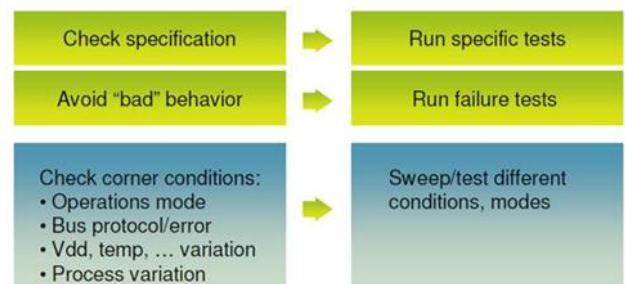 Check specification
Run specific tests
Avoid “bad” behavior
Run failure tests
Check corner conditions:
• Operations mode
• Bus protocol/error
• Vdd, temp, … variation
• Process variation
Sweep/test different
conditions, modes